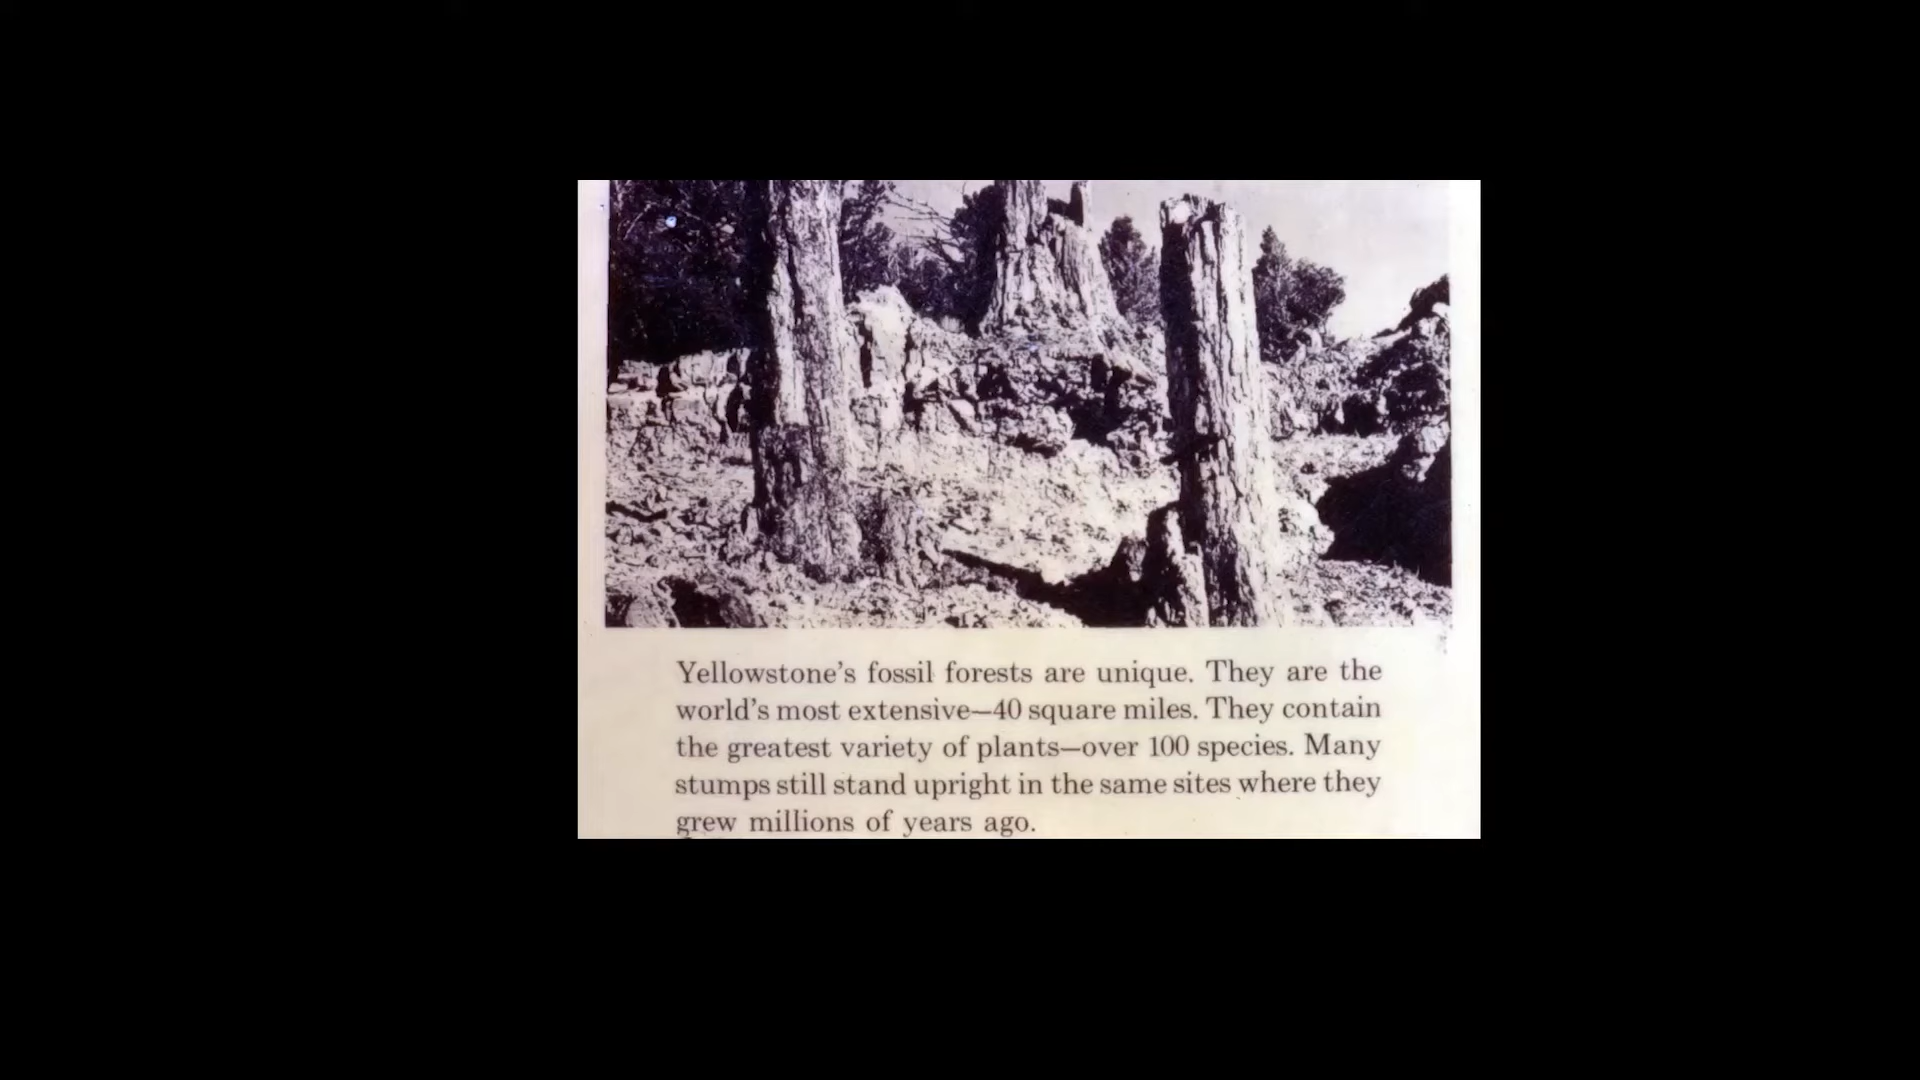 Yellowstone's fossil forests are unique. They are the
world's most extensive—40 square miles. They contain
the greatest variety of plants—over 100 species. Many
stumps still stand upright in the same sites where they
grew millions of years ago.